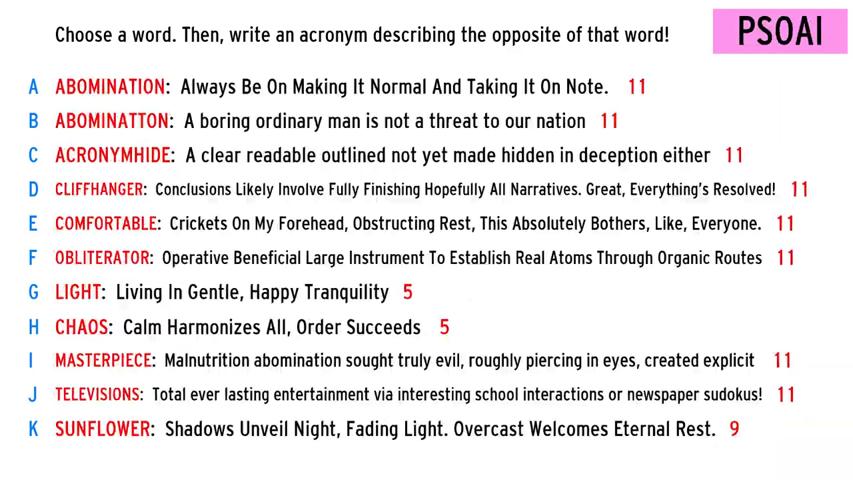 Choose a word. Then, write an acronym describing the opposite of that word!
PSOAI
A ABOMINATION: Always Be On Making It Normal And Taking It On Note. 11
B ABOMINATTON: A boring ordinary man is not a threat to our nation 11
C ACRONYMHIDE: A clear readable outlined not yet made hidden in deception either 11
D CLIFFHANGER: Conclusions Likely Involve Fully Finishing Hopefully All Narratives. Great, Everything's Resolved! 11
E COMFORTABLE: Crickets On My Forehead, Obstructing Rest, This Absolutely Bothers, Like, Everyone. 11
F OBLITERATOR: Operative Beneficial Large Instrument To Establish Real Atoms Through Organic Routes 11
G LIGHT: Living In Gentle, Happy Tranquility 5
H CHAOS: Calm Harmonizes All, Order Succeeds 5
I MASTERPIECE: Malnutrition abomination sought truly evil, roughly piercing in eyes, created explicit 11
J TELEVISIONS: Total ever lasting entertainment via interesting school interactions or newspaper sudokus! 11
K SUNFLOWER: Shadows Unveil Night, Fading Light. Overcast Welcomes Eternal Rest. 9